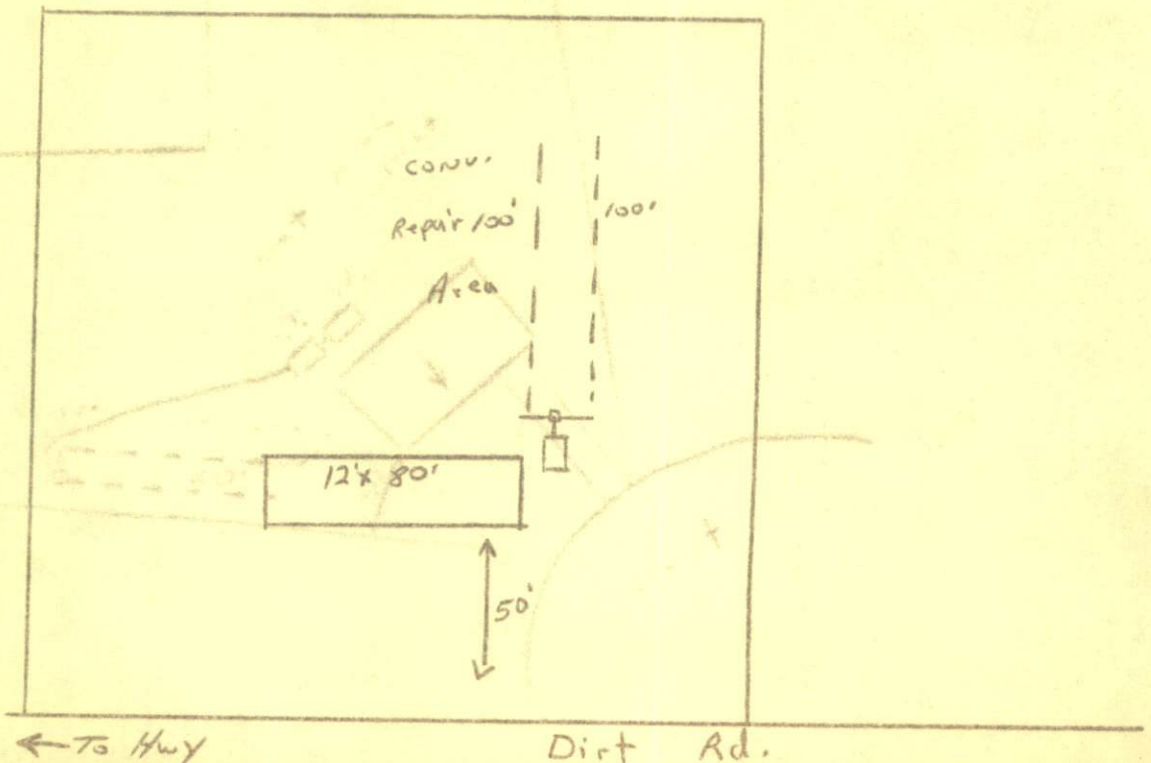 conv.
Repair 100' 100'
Area
12'x 80'
50'
← To Hwy Dirt Rd.